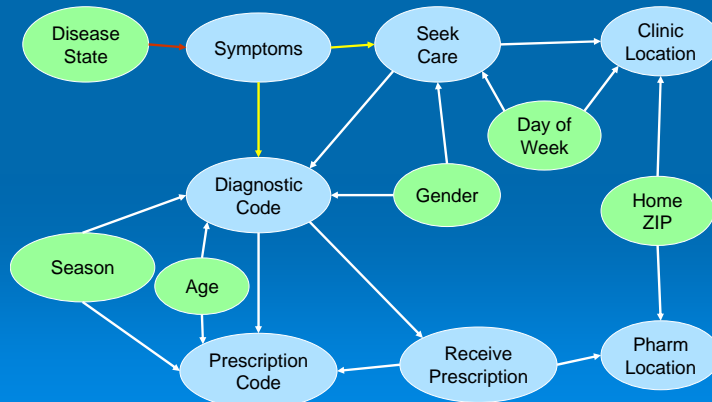 Disease
State
Symptoms
Seek
Care
Clinic
Location
Day of
Week
Diagnostic
Code
Gender
Home
ZIP
Season
Age
Prescription
Code
Receive
Prescription
Pharm
Location